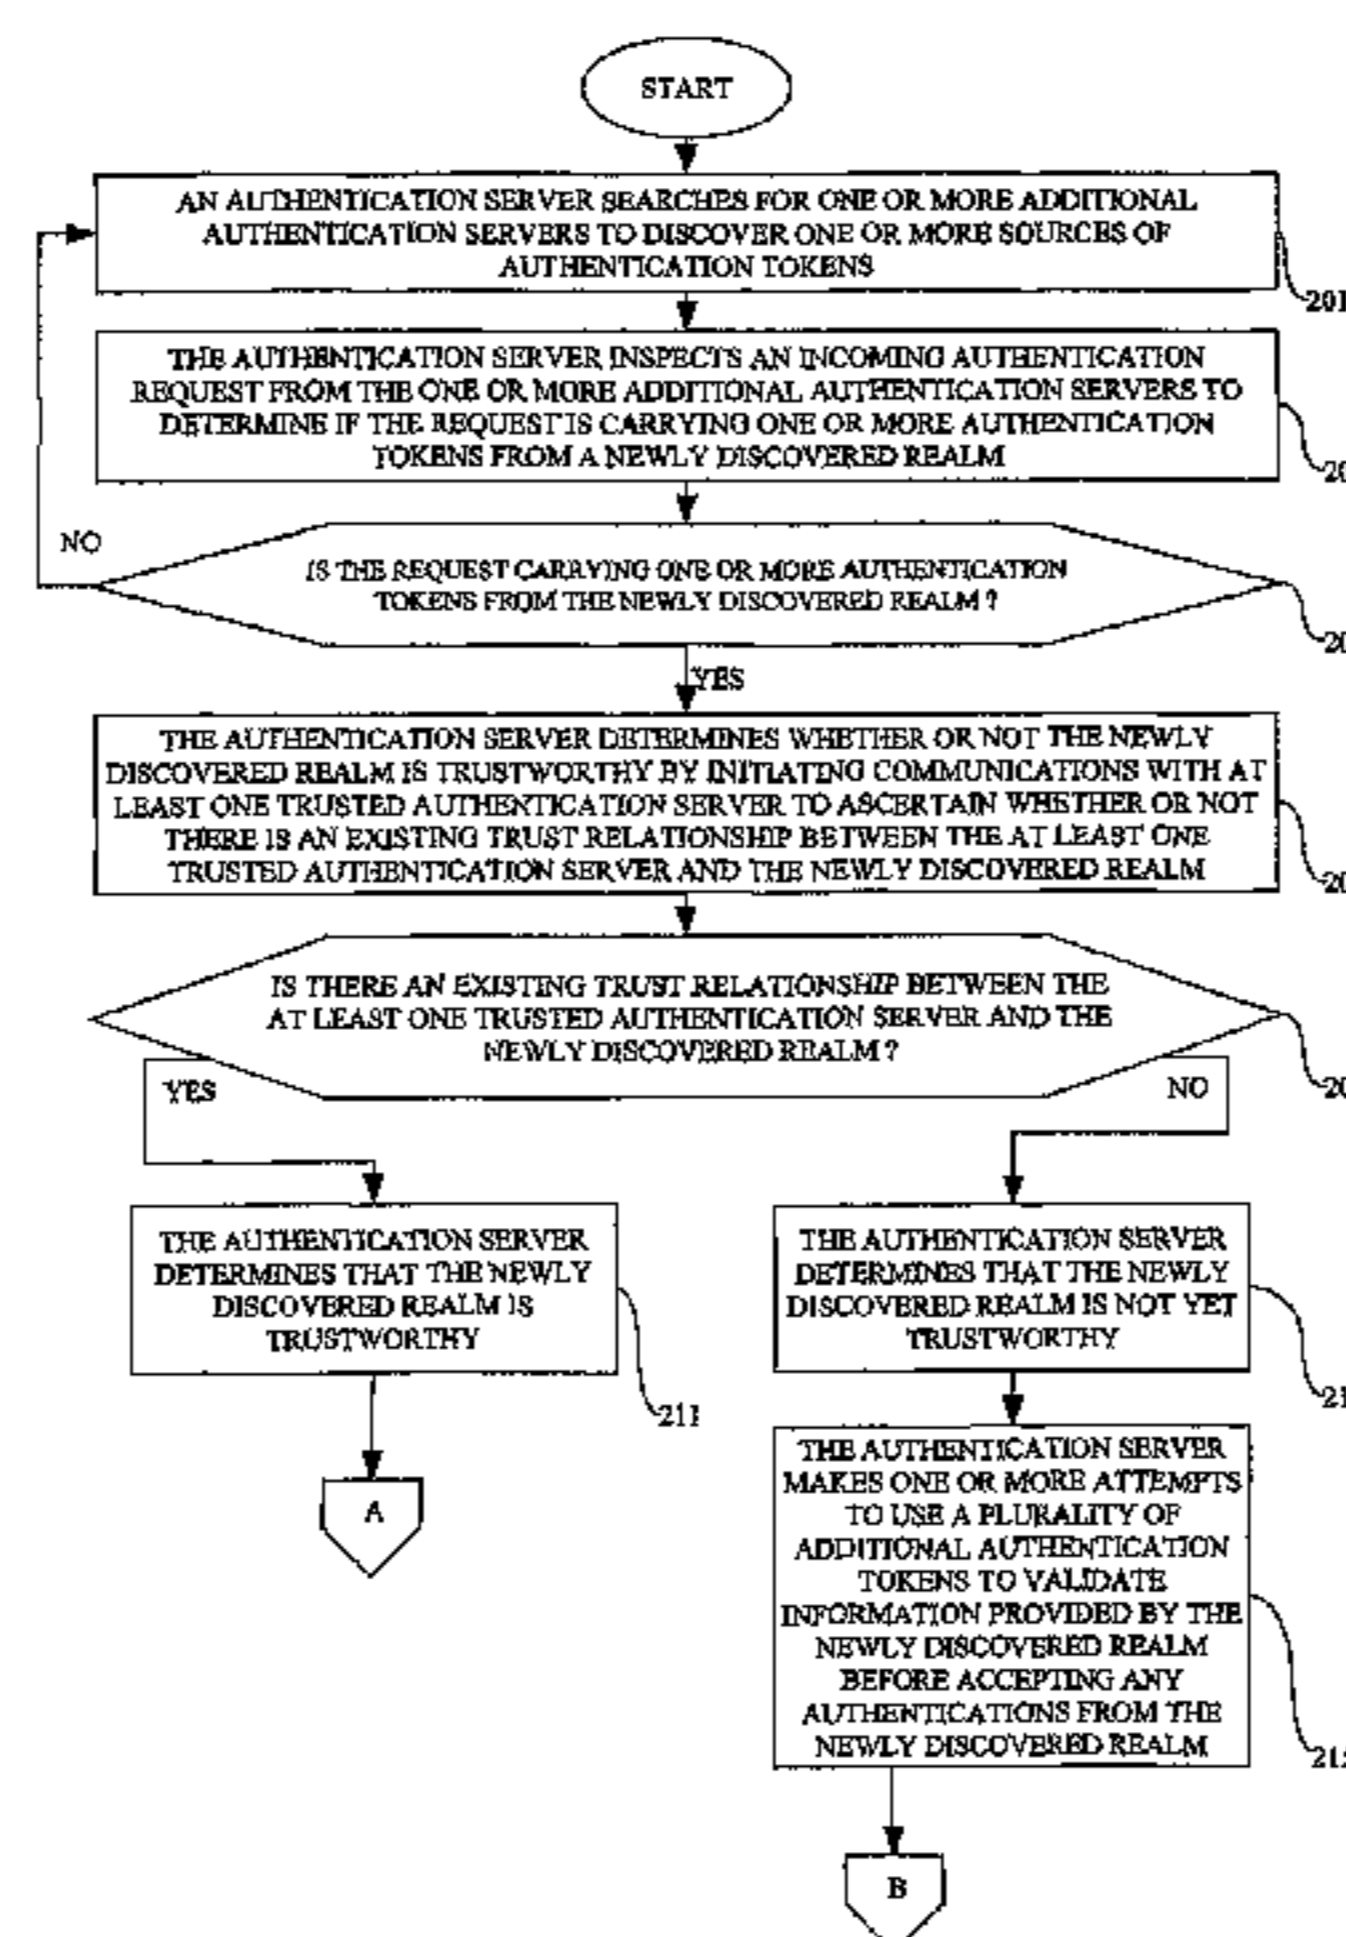 START
AN AUTHENTICATION SERVER SEARCHES FOR ONE OR MORE ADDITIONAL
AUTHENTICATION SERVERS TO DISCOVER ONE OR MORE SOURCES OF
AUTHENTICATION TOKENS
201
THE AUTHENTICATION SERVER INSPECTS AN INCOMING AUTHENTICATION
REQUEST FROM THE ONE OR MORE ADDITIONAL AUTHENTICATION SERVERS TO
DETERMINE IF THE REQUEST IS CARRYING ONE OR MORE AUTHENTICATION
TOKENS FROM A NEWLY DISCOVERED REALM
NO
IS THE REQUEST CARRYING ONE OR MORE AUTHENTICATION
TOKENS FROM THE NEWLY DISCOVERED REALM ?
YES
THE AUTHENTICATION SERVER DETERMINES WHETHER OR NOT THE NEWLY
DISCOVERED REALM IS TRUSTWORTHY BY INITIATING COMMUNICATIONS WITH AT
LEAST ONE TRUSTED AUTHENTICATION SERVER TO ASCERTAIN WHETHER OR NOT
THERE IS AN EXISTING TRUST RELATIONSHIP BETWEEN THE AT LEAST ONE
TRUSTED AUTHENTICATION SERVER AND THE NEWLY DISCOVERED REALM
IS THERE AN EXISTING TRUST RELATIONSHIP BETWEEN THE
AT LEAST ONE TRUSTED AUTHENTICATION SERVER AND THE
NEWLY DISCOVERED REALM ?
YES
NO
THE AUTHENTICATION SERVER
DETERMINES THAT THE NEWLY
DISCOVERED REALM IS
TRUSTWORTHY
211
A
THE AUTHENTICATION SERVER
DETERMINES THAT THE NEWLY
DISCOVERED REALM IS NOT YET
TRUSTWORTHY
THE AUTHENTICATION SERVER
MAKES ONE OR MORE ATTEMPTS
TO USE A PLURALITY OF
ADDITIONAL AUTHENTICATION
TOKENS TO VALIDATE
INFORMATION PROVIDED BY THE
NEWLY DISCOVERED REALM
BEFORE ACCEPTING ANY
AUTHENTICATIONS FROM THE
NEWLY DISCOVERED REALM
B